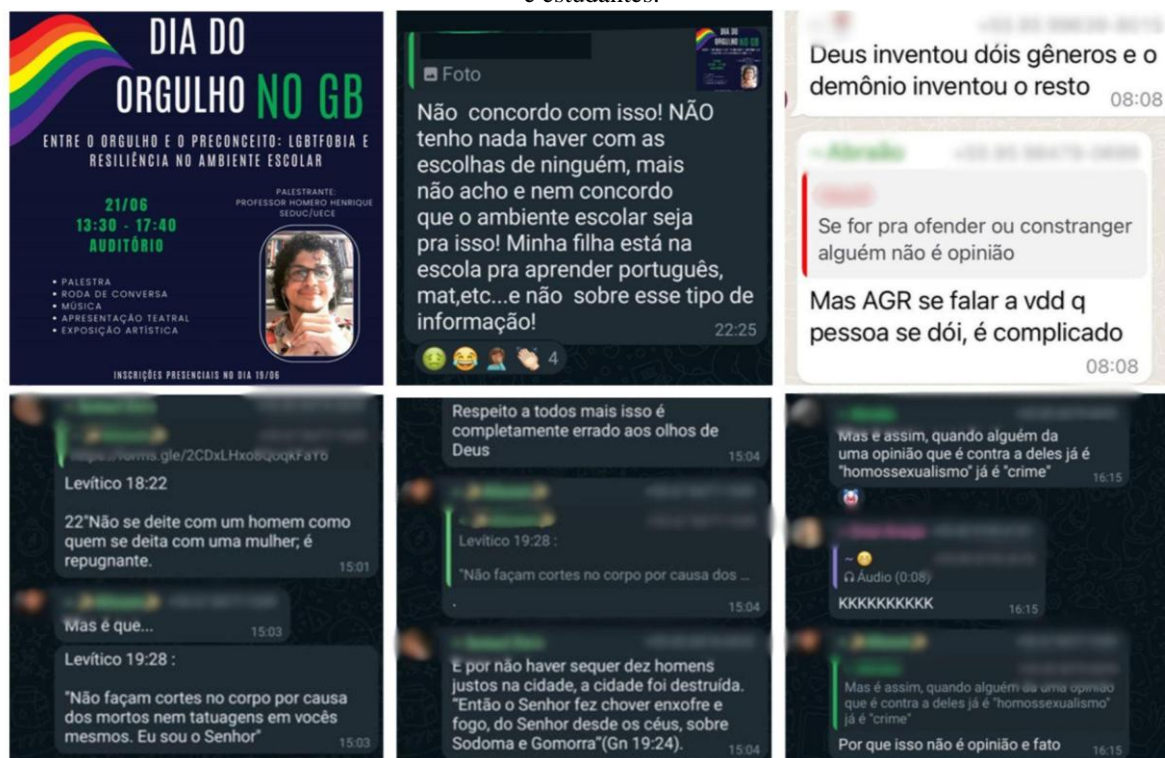 e estudantes.
DIA DO
ORGULHO NO GB
ENTRE O ORGULHO E O PRECONCEITO: LGBTFOBIA E
RESILIÊNCIA NO AMBIENTE ESCOLAR
21/06
13:30 - 17:40
AUDITÓRIO
PALESTRANTE:
PROFESSOR HOMERO HENRIQUE
SEDUC/UECE
• PALESTRA
• RODA DE CONVERSA
• MÚSICA
• APRESENTAÇÃO TEATRAL
• EXPOSIÇÃO ARTÍSTICA
INSCRIÇÕES PRESENCIAIS NO DIA 19/06
Foto
Não concordo com isso! NÃO
tenho nada haver com as
escolhas de ninguém, mais
não acho e nem concordo
que o ambiente escolar seja
pra isso! Minha filha está na
escola pra aprender português,
mat,etc...e não sobre esse tipo de
informação!
22:25
4
Deus inventou dóis gêneros e o
demônio inventou o resto
08:08
Se for pra ofender ou constranger
alguém não é opinião
Mas AGR se falar a vdd q
pessoa se dói, é complicado
08:08
Levítico 18:22
22"Não se deite com um homem como
quem se deita com uma mulher; é
repugnante.
15:01
Mas é que...
15:03
Levítico 19:28 :
"Não façam cortes no corpo por causa
dos mortos nem tatuagens em vocês
mesmos. Eu sou o Senhor"
15:03
Respeito a todos mais isso é
completamente errado aos olhos de
Deus
15:04
Levítico 19:28 :
"Não façam cortes no corpo por causa dos ...
.
15:04
E por não haver sequer dez homens
justos na cidade, a cidade foi destruída.
"Então o Senhor fez chover enxofre e
fogo, do Senhor desde os céus, sobre
Sodoma e Gomorra"(Gn 19:24).
15:04
Mas é assim, quando alguém da
uma opinião que é contra a deles já é
"homossexualismo" já é "crime"
16:15
~
Áudio (0:08)
KKKKKKKKKK
16:15
Mas é assim, quando alguém da uma opinião
que é contra a deles já é "homossexualismo"
já é "crime"
Por que isso não é opinião e fato
16:15